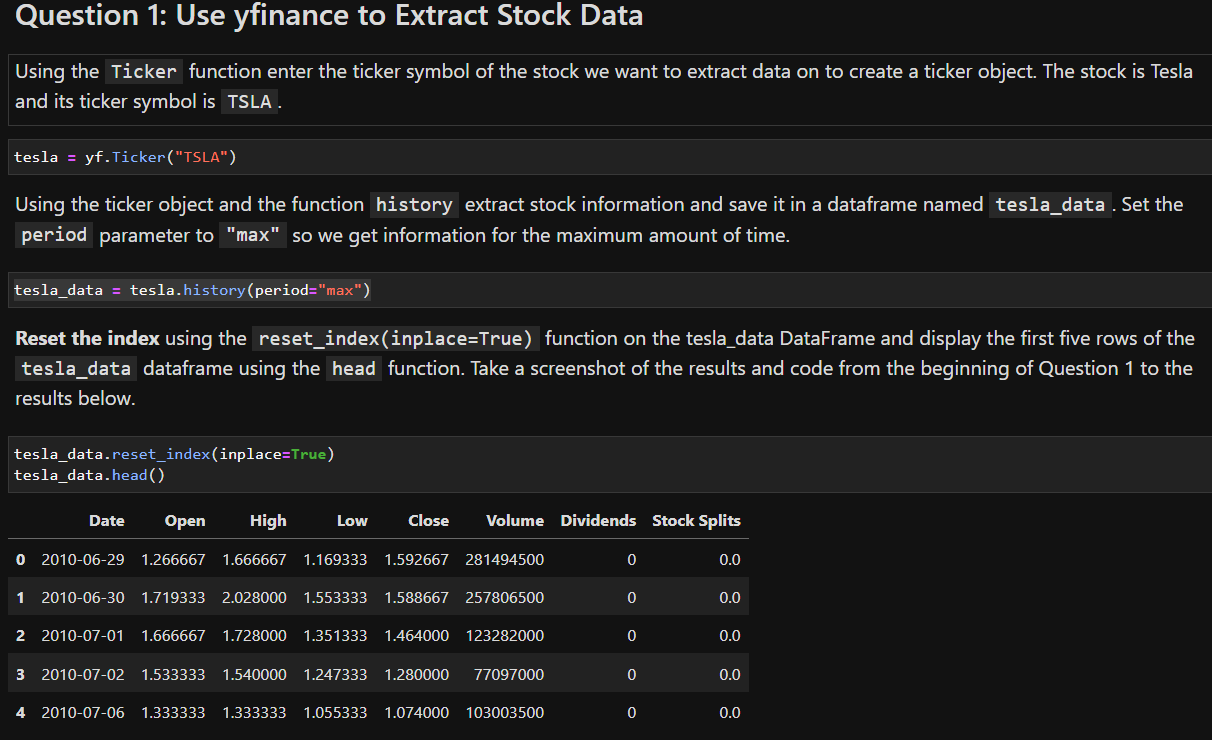 Question 1: Use yfinance to Extract Stock Data
Using the Ticker function enter the ticker symbol of the stock we want to extract data on to create a ticker object. The stock is Tesla
and its ticker symbol is TSLA.
tesla = yf.Ticker("TSLA")
Using the ticker object and the function history extract stock information and save it in a dataframe named tesla_data. Set the
period parameter to "max" so we get information for the maximum amount of time.
tesla_data = tesla.history(period="max")
Reset the index using the reset_index(inplace=True) function on the tesla_data DataFrame and display the first five rows of the
tesla_data dataframe using the head function. Take a screenshot of the results and code from the beginning of Question 1 to the
results below.
tesla_data.reset_index(inplace=True)
tesla_data.head()
Date Open High Low Close Volume Dividends Stock Splits
0 2010-06-29 1.266667 1.666667 1.169333 1.592667 281494500 0 0.0
1 2010-06-30 1.719333 2.028000 1.553333 1.588667 257806500 0 0.0
2 2010-07-01 1.666667 1.728000 1.351333 1.464000 123282000 0 0.0
3 2010-07-02 1.533333 1.540000 1.247333 1.280000 77097000 0 0.0
4 2010-07-06 1.333333 1.333333 1.055333 1.074000 103003500 0 0.0